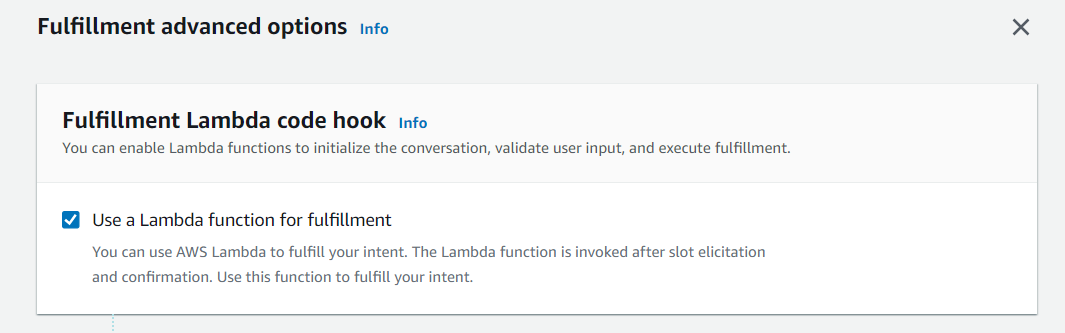 Fulfillment advanced options Info
Fulfillment Lambda code hook Info
You can enable Lambda functions to initialize the conversation, validate user input, and execute fulfillment.
Use a Lambda function for fulfillment
You can use AWS Lambda to fulfill your intent. The Lambda function is invoked after slot elicitation
and confirmation. Use this function to fulfill your intent.